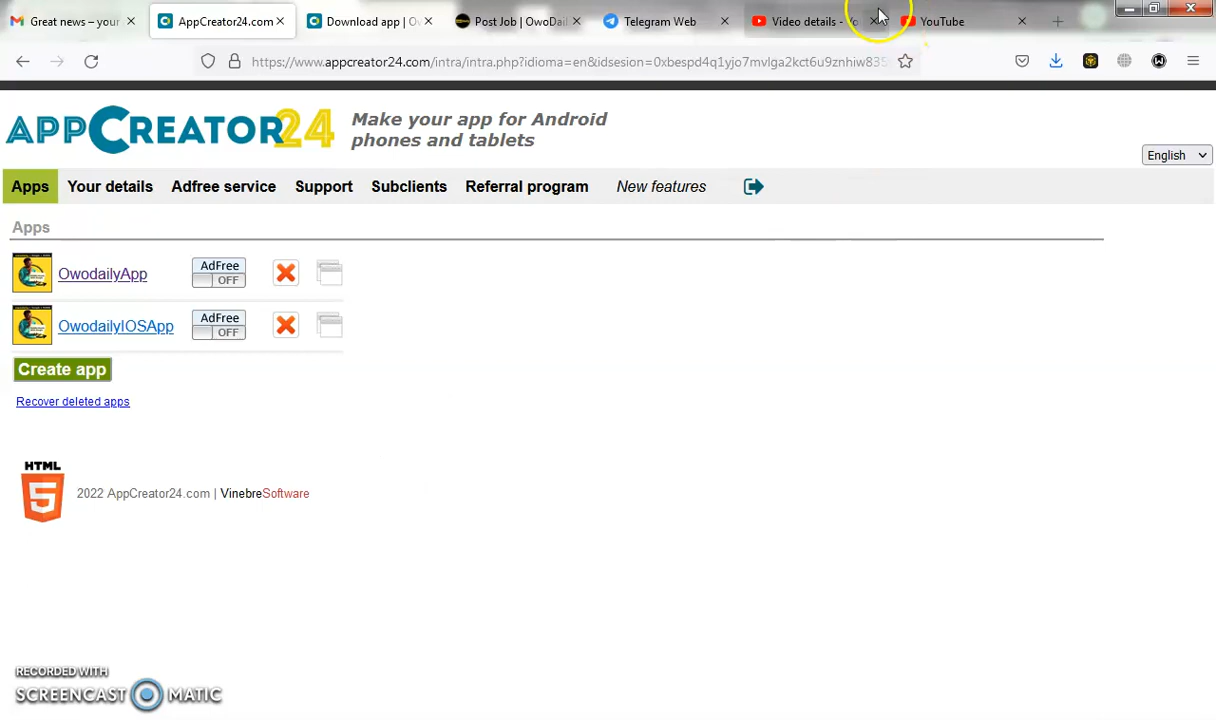 Great news – your
AppCreator24.com
Download app | O
Post Job | OwoDail
Telegram Web
Video details - Yo
YouTube
https://www.appcreator24.com/intra/intra.php?idioma=en&idsesion=0xbespd4q1yjo7mvlga2kct6u9znhiw835
APPCREATOR24
Make your app for Android
phones and tablets
English
Apps
Your details
Adfree service
Support
Subclients
Referral program
New features
Apps
OwodailyApp
AdFree
OFF
OwodailyIOSApp
AdFree
OFF
Create app
Recover deleted apps
HTML
5
2022 AppCreator24.com | VinebreSoftware
RECORDED WITH
SCREENCAST MATIC